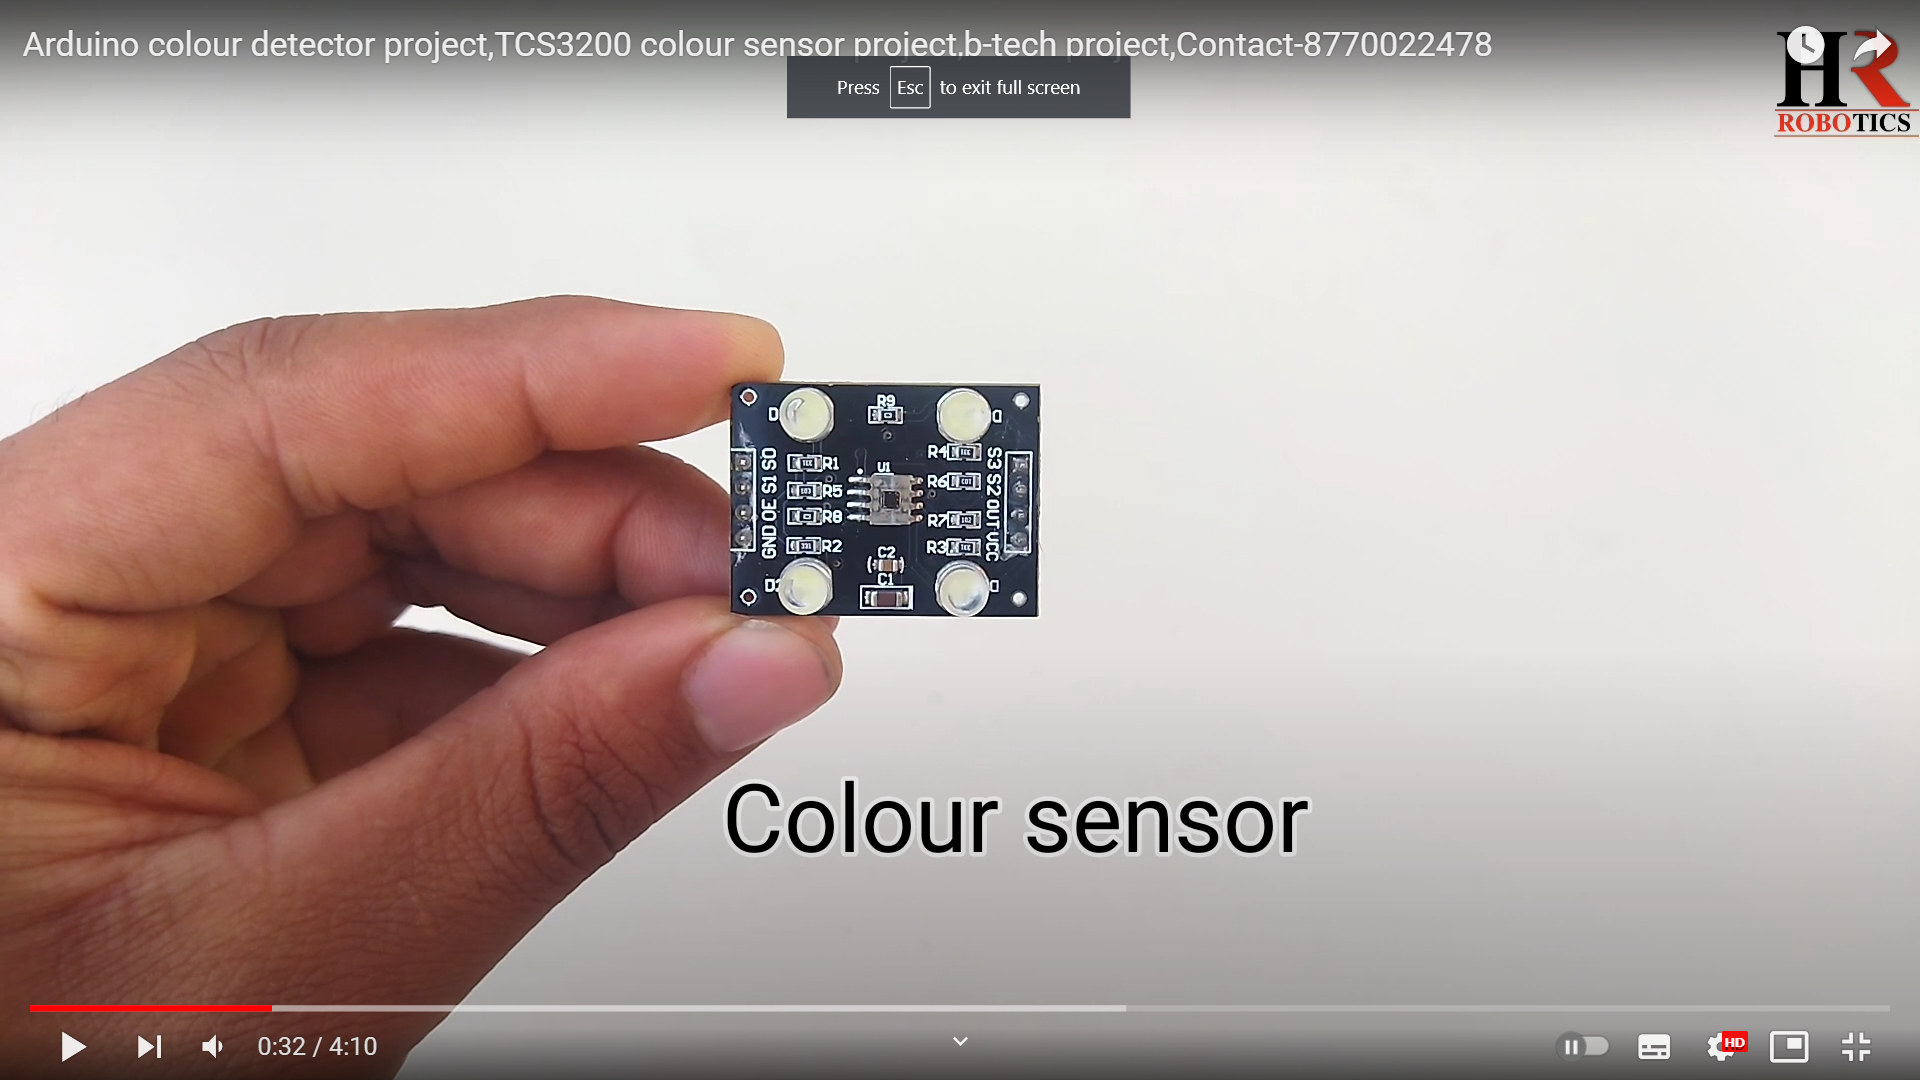 Arduino colour detector project,TCS3200 colour sensor project,b-tech project,Contact-8770022478
Press Esc to exit full screen
HR
ROBOTICS
R9
D
D
S0
S1
OE
GND
R1
R5
R8
R2
U1
R4
R6
R7
R3
S3
S2
OUT
VCC
C2
C1
D
Colour sensor
0:32 / 4:10
HD